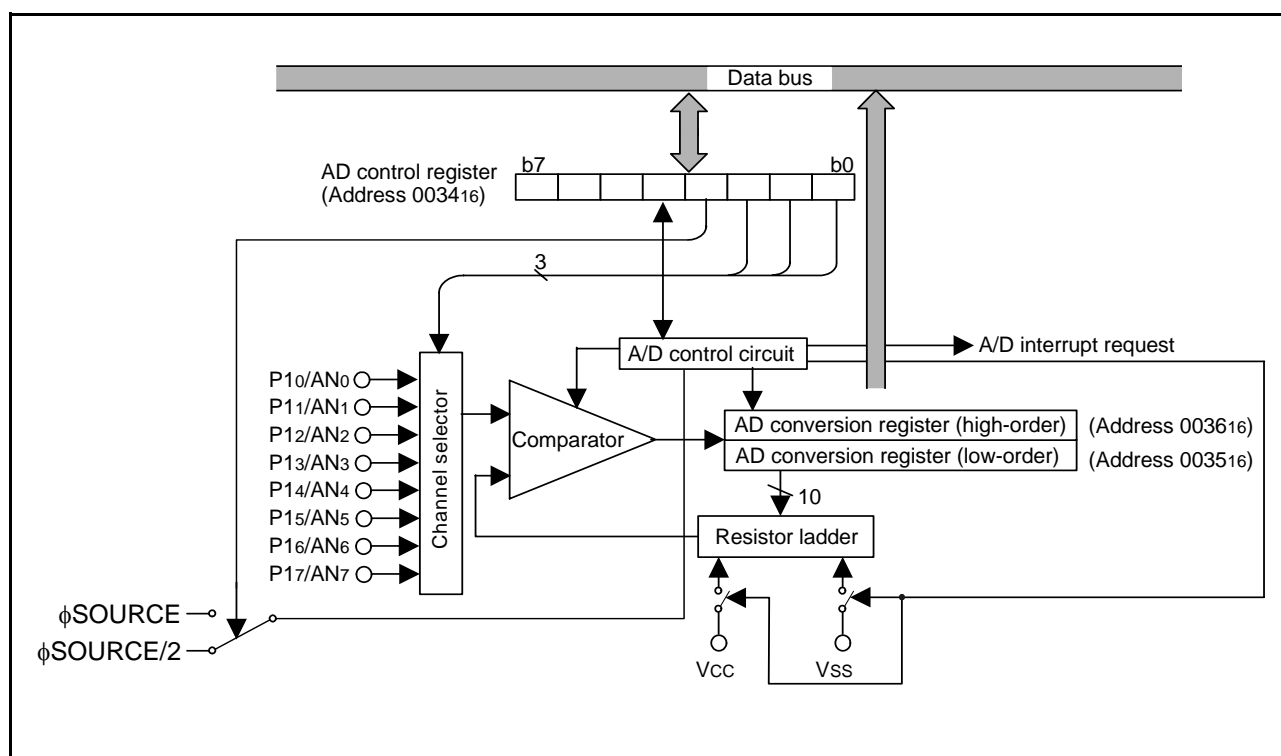 Data bus
AD control register
(Address 003416)
b7
b0
3
A/D control circuit
A/D interrupt request
P10/AN0
P11/AN1
P12/AN2
P13/AN3
P14/AN4
P15/AN5
P16/AN6
P17/AN7
Channel selector
Comparator
AD conversion register (high-order)
(Address 003616)
AD conversion register (low-order)
(Address 003516)
10
Resistor ladder
φSOURCE
φSOURCE/2
VCC
VSS